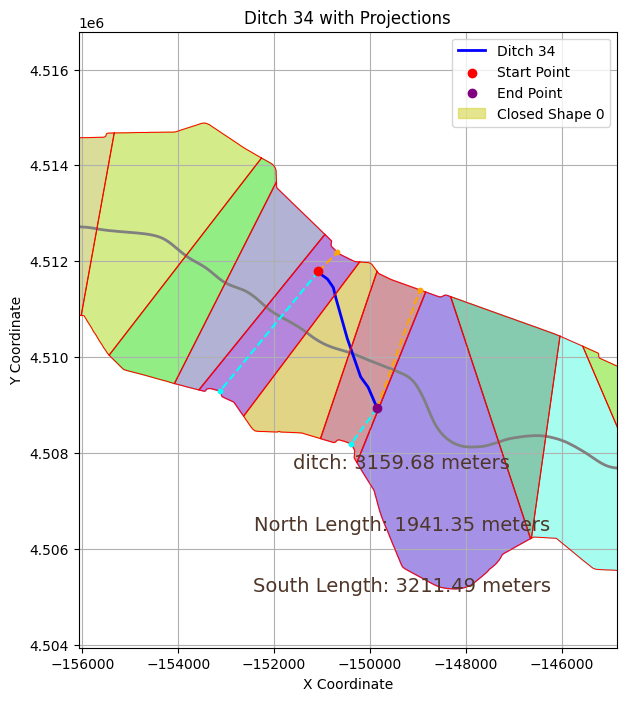 Ditch 34 with Projections
1e6
Ditch 34
Start Point
End Point
Closed Shape 0
4.516
4.514
4.512
4.510
4.508
4.506
4.504
Y Coordinate
ditch: 3159.68 meters
North Length: 1941.35 meters
South Length: 3211.49 meters
−156000 −154000 −152000 −150000 −148000 −146000
X Coordinate